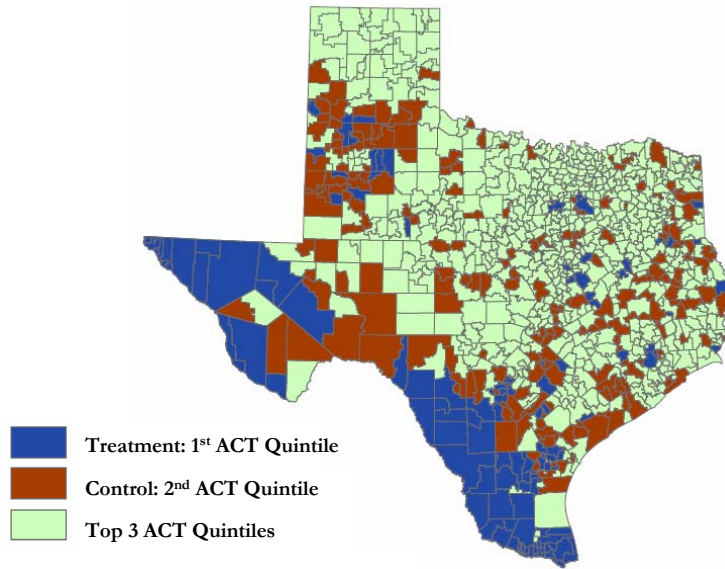 Treatment: 1st ACT Quintile
Control: 2nd ACT Quintile
Top 3 ACT Quintiles